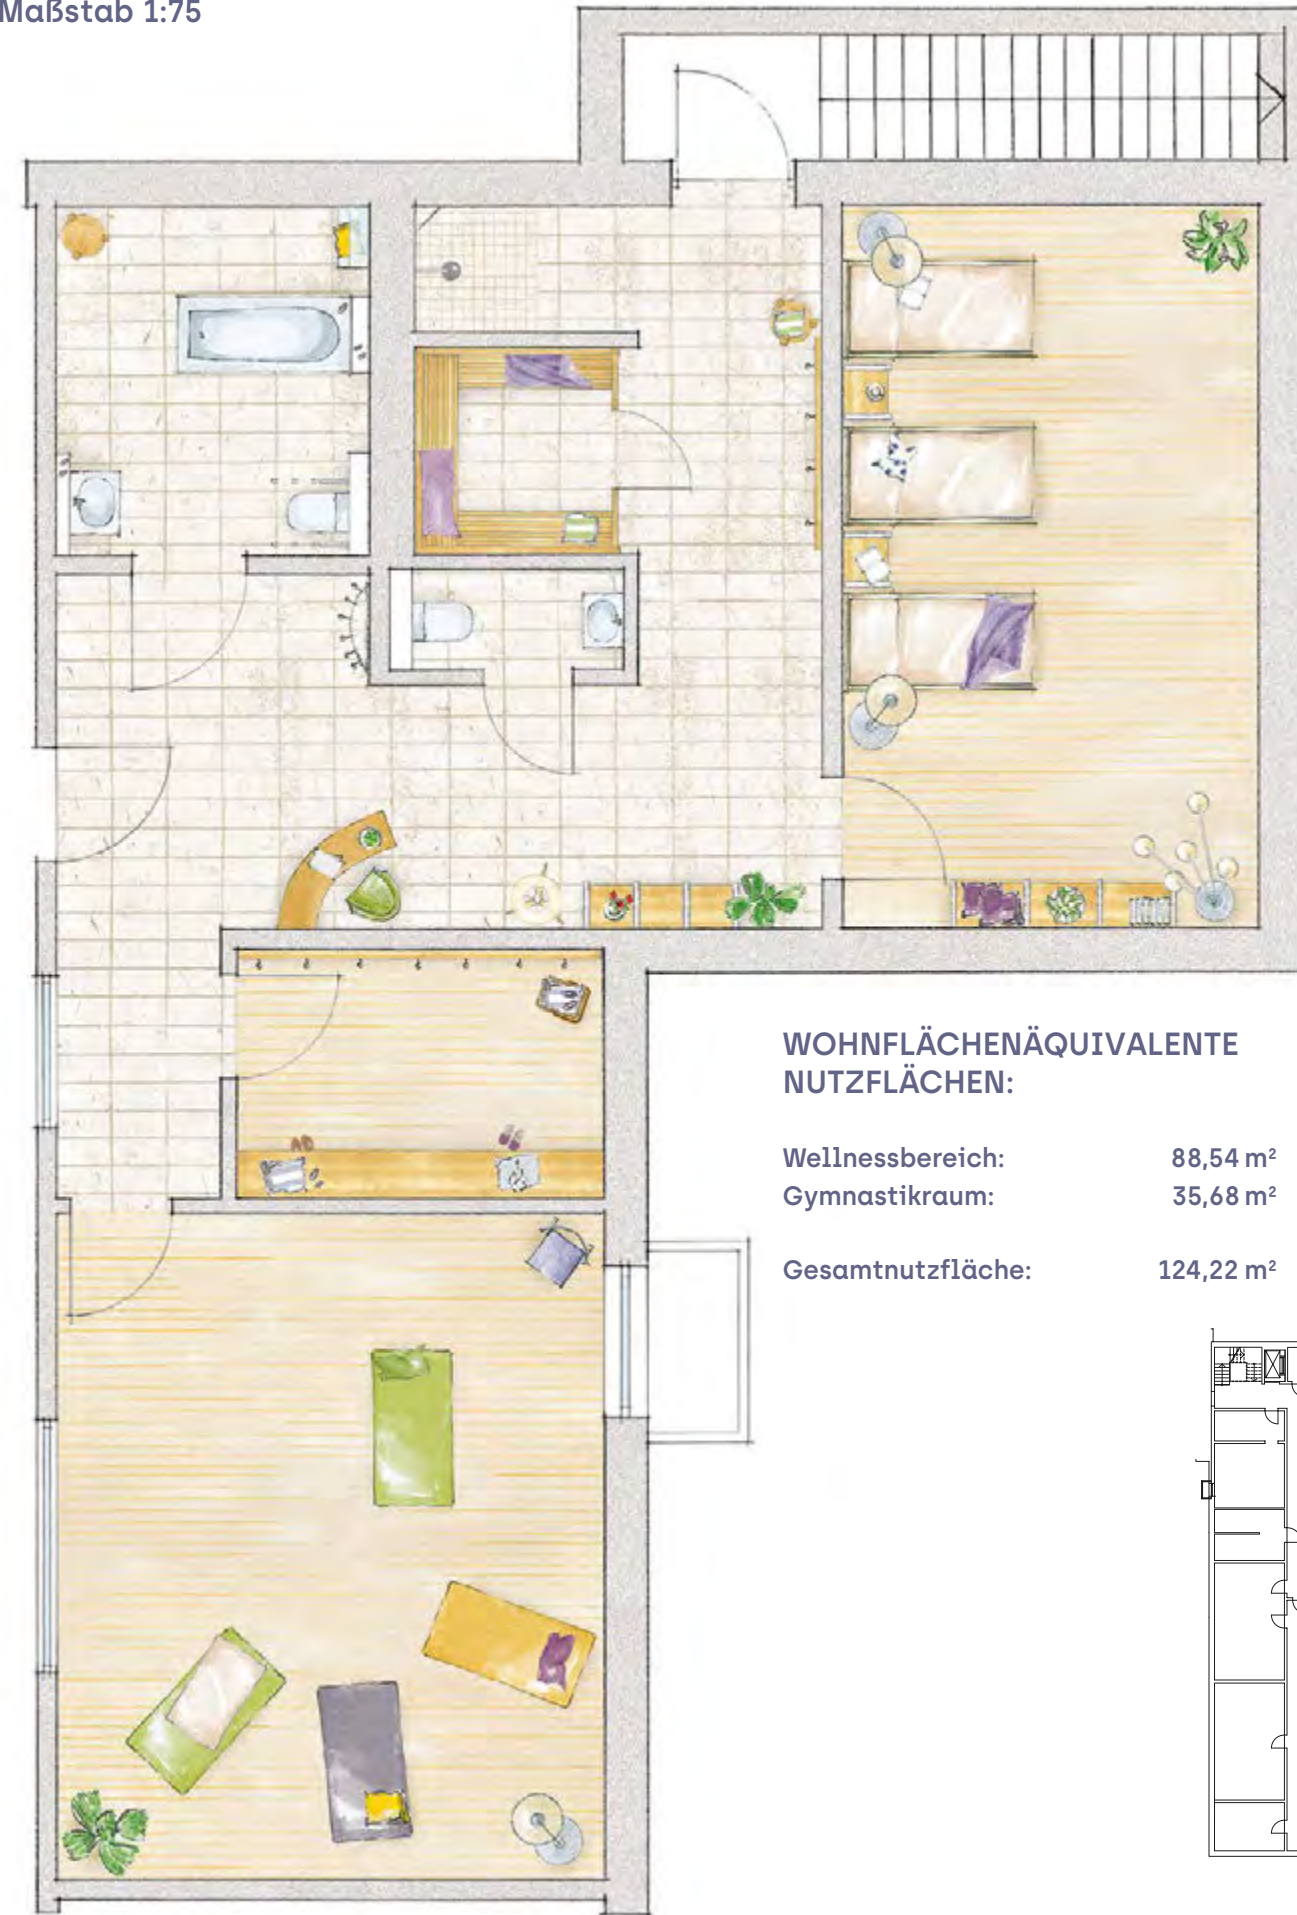 Maßstab 1:75
WOHNFLÄCHENÄQUIVALENTE
NUTZFLÄCHEN:
Wellnessbereich: 88,54 m²
Gymnastikraum: 35,68 m²
Gesamtnutzfläche: 124,22 m²